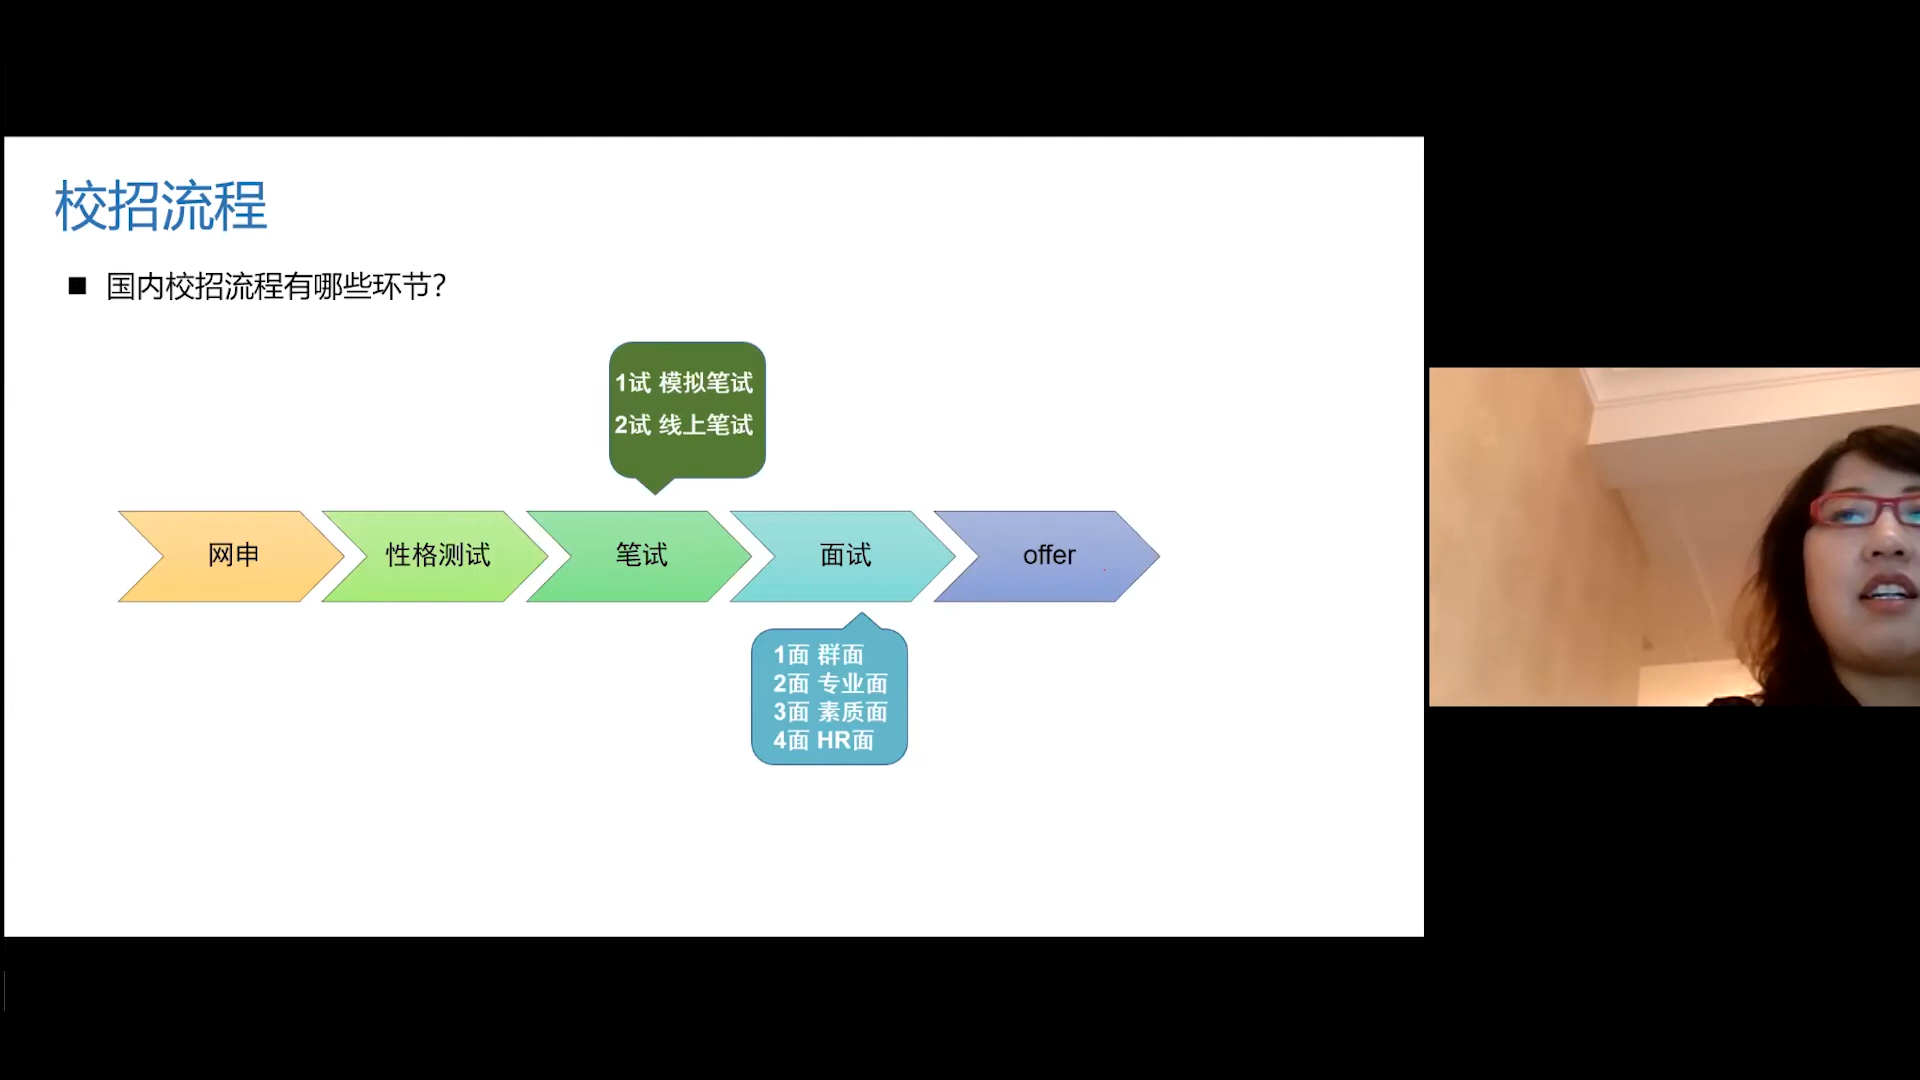 校招流程
国内校招流程有哪些环节？
1试 模拟笔试
2试 线上笔试
网申
性格测试
笔试
面试
offer
1面 群面
2面 专业面
3面 素质面
4面 HR面